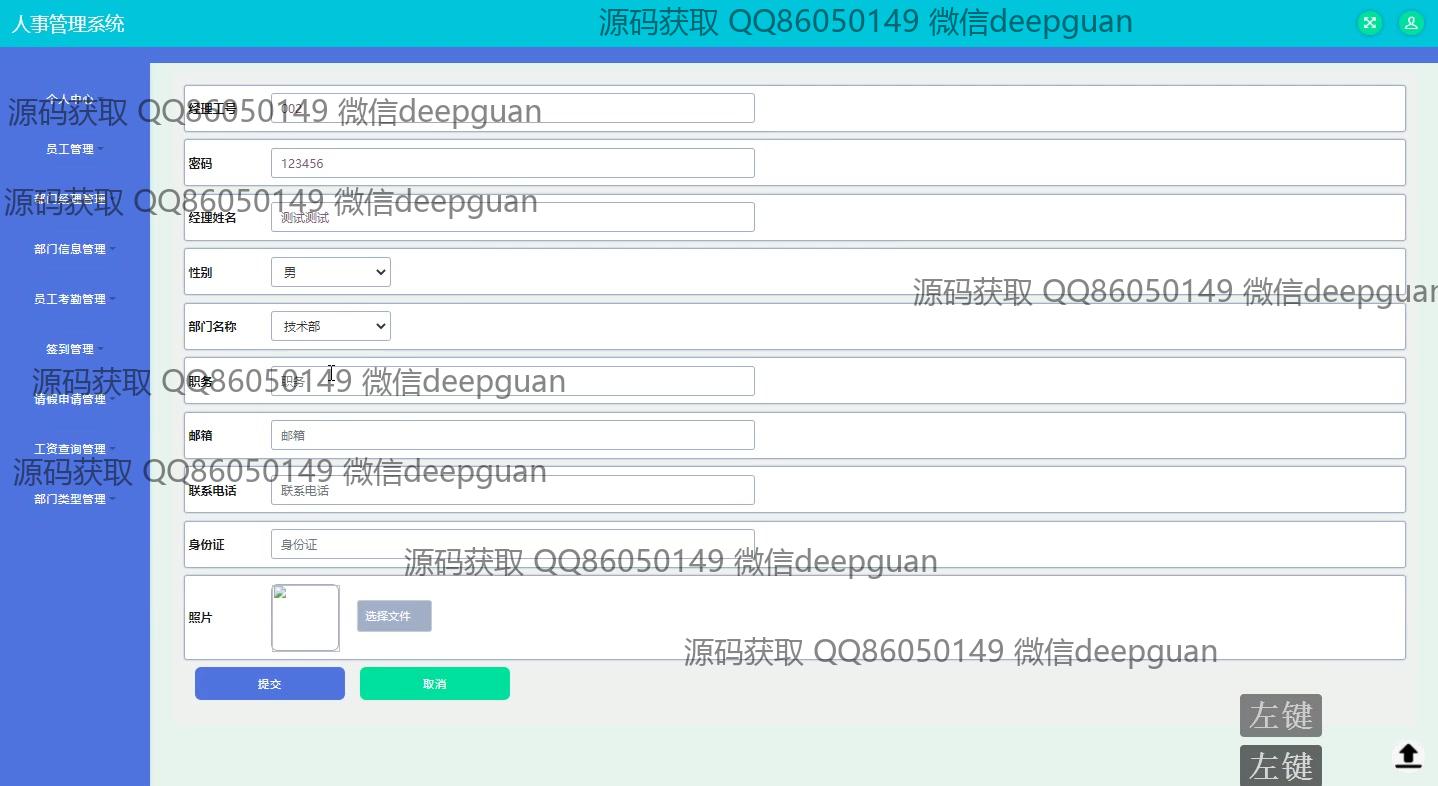 人事管理系统
源码获取 QQ86050149 微信deepguan
个人中心
源码获取 QQ86050149 微信deepguan
经理工号
002
员工管理
密码
123456
部门经理管理
源码获取 QQ86050149 微信deepguan
经理姓名
测试测试
部门信息管理
性别
男
员工考勤管理
源码获取 QQ86050149 微信deepguan
部门名称
技术部
签到管理
源码获取 QQ86050149 微信deepguan
职务
职务
请假申请管理
邮箱
邮箱
工资查询管理
源码获取 QQ86050149 微信deepguan
联系电话
联系电话
部门类型管理
身份证
身份证
源码获取 QQ86050149 微信deepguan
照片
选择文件
源码获取 QQ86050149 微信deepguan
提交
取消
左键
左键